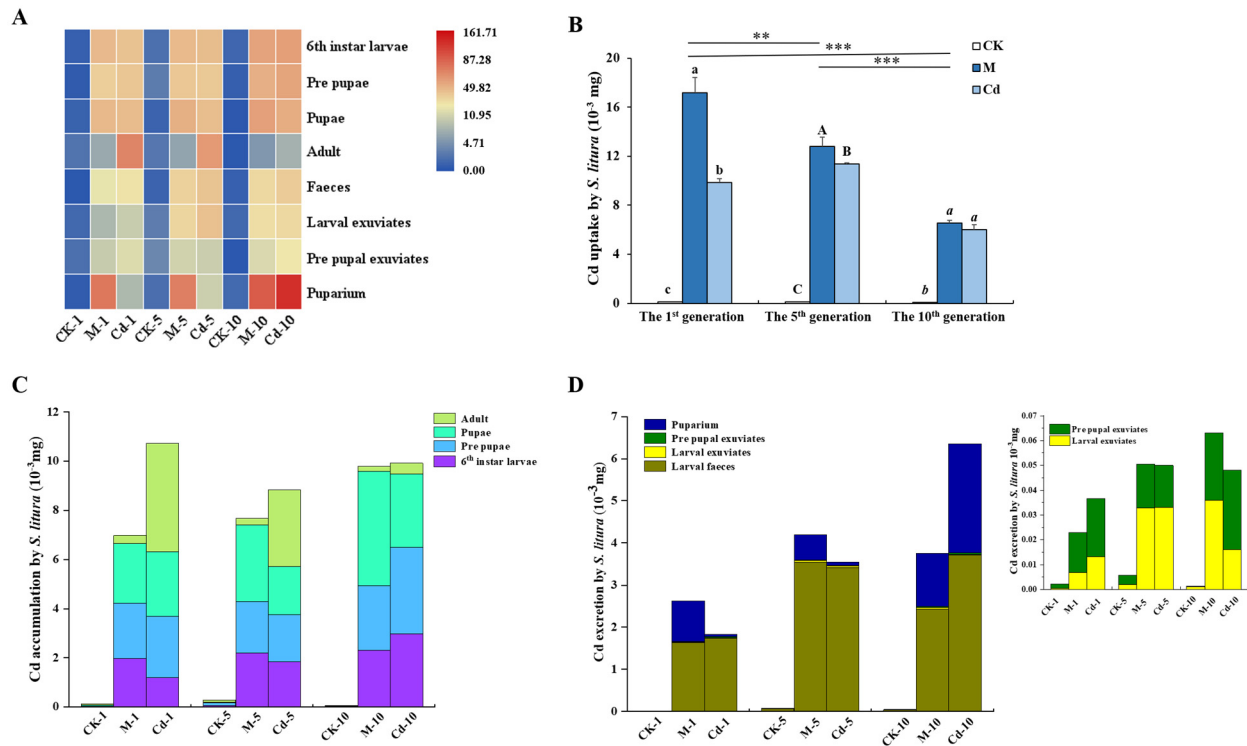 A
161.71
87.28
49.82
10.95
4.71
0.00
6th instar larvae
Pre pupae
Pupae
Adult
Faeces
Larval exuviates
Pre pupal exuviates
Puparium
CK-1
M-1
Cd-1
CK-5
M-5
Cd-5
CK-10
M-10
Cd-10
B
Cd uptake by S. litura (10⁻³ mg)
20
16
12
8
4
0
**
***
***
CK
M
Cd
c
a
b
C
A
B
b
a
a
The 1st generation
The 5th generation
The 10th generation
C
Cd accumulation by S. litura (10⁻³mg)
12
10
8
6
4
2
0
Adult
Pupae
Pre pupae
6th instar larvae
CK-1
M-1
Cd-1
CK-5
M-5
Cd-5
CK-10
M-10
Cd-10
D
Cd excretion by S. litura (10⁻³mg)
7
6
5
4
3
2
1
0
Puparium
Pre pupal exuviates
Larval exuviates
Larval faeces
CK-1
M-1
Cd-1
CK-5
M-5
Cd-5
CK-10
M-10
Cd-10
Cd excretion by S. litura 10⁻³mg
0.07
0.06
0.05
0.04
0.03
0.02
0.01
0.00
Pre pupal exuviates
Larval exuviates
CK-1
M-1
Cd-1
CK-5
M-5
Cd-5
CK-10
M-10
Cd-10